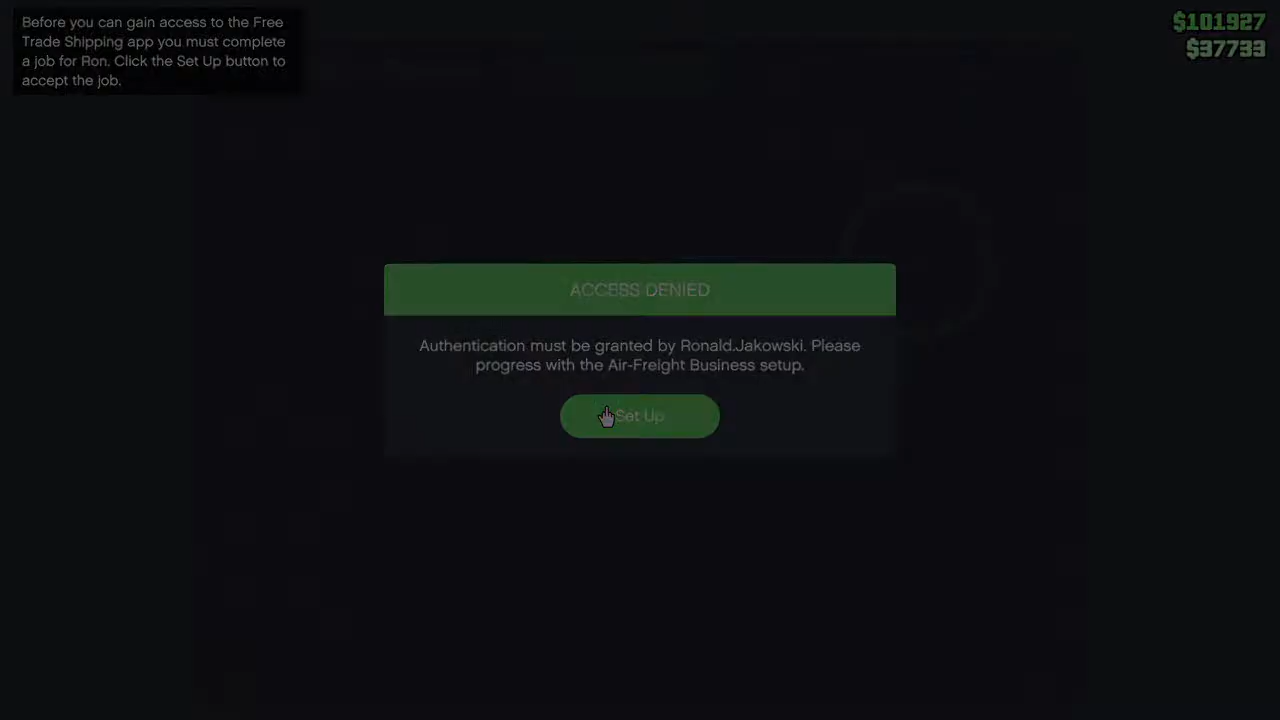 Before you can gain access to the Free
Trade Shipping app you must complete
a job for Ron. Click the Set Up button to
accept the job.
$101927
$37733
ACCESS DENIED
Authentication must be granted by Ronald.Jakowski. Please
progress with the Air-Freight Business setup.
Set Up